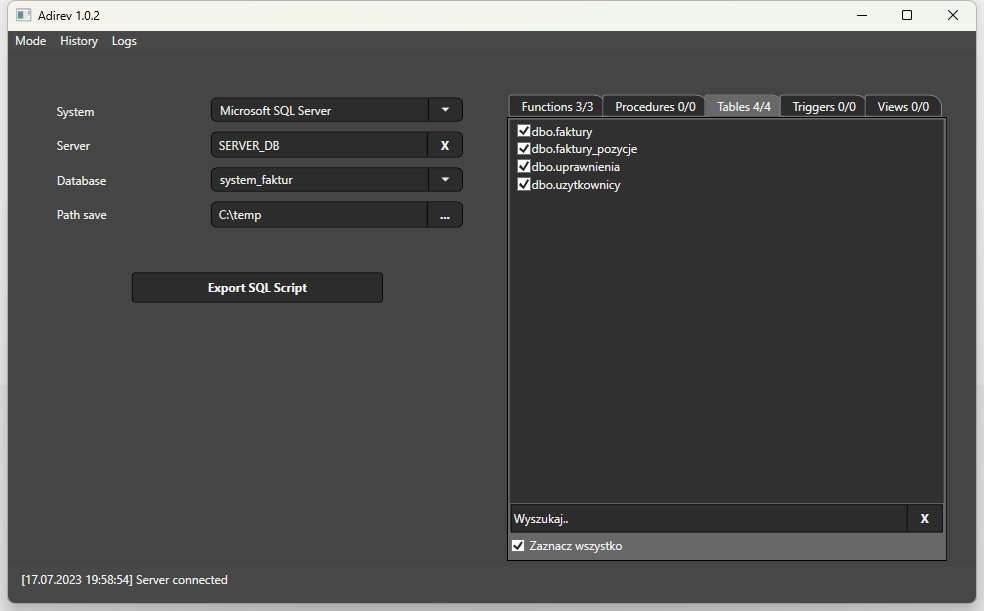 Adirev 1.0.2
Mode History Logs
System Microsoft SQL Server
Server SERVER_DB X
Database system_faktur
Path save C:\temp ...
Export SQL Script
Functions 3/3 Procedures 0/0 Tables 4/4 Triggers 0/0 Views 0/0
dbo.faktury
dbo.faktury_pozycje
dbo.uprawnienia
dbo.uzytkownicy
Wyszukaj.. X
Zaznacz wszystko
[17.07.2023 19:58:54] Server connected